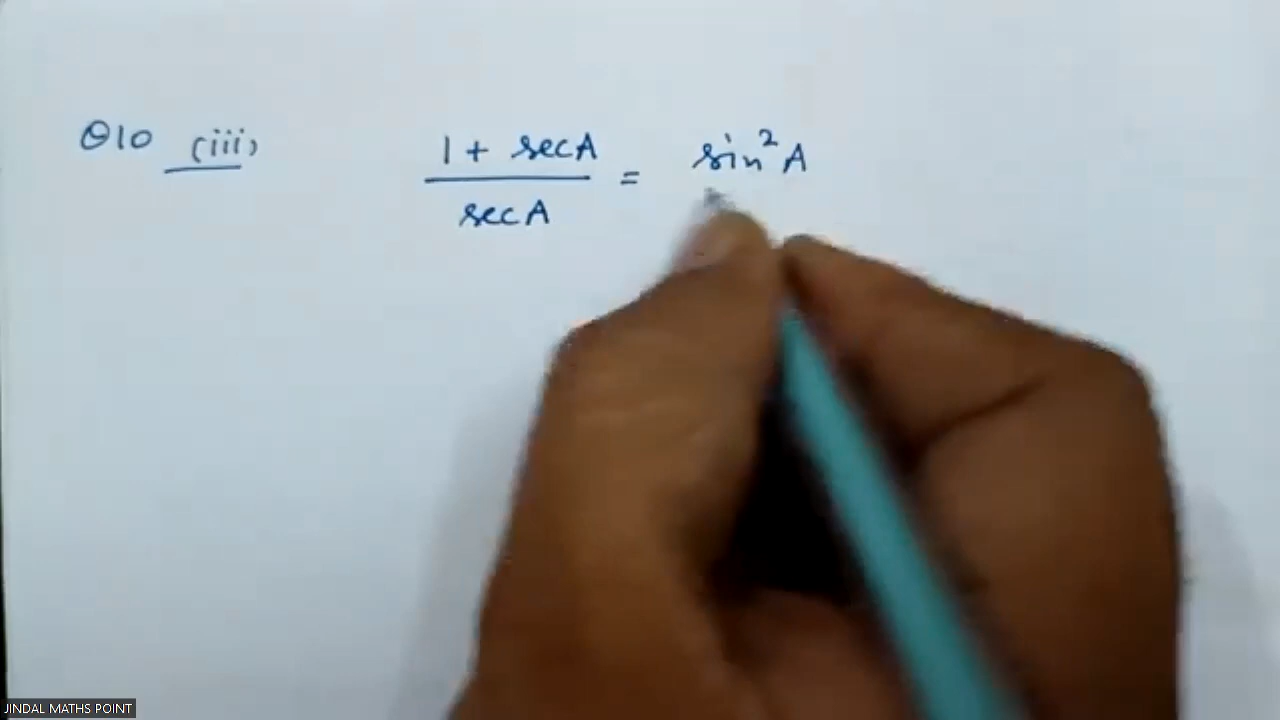 Q10 (iii) 1 + secA / secA = sin²A
JINDAL MATHS POINT